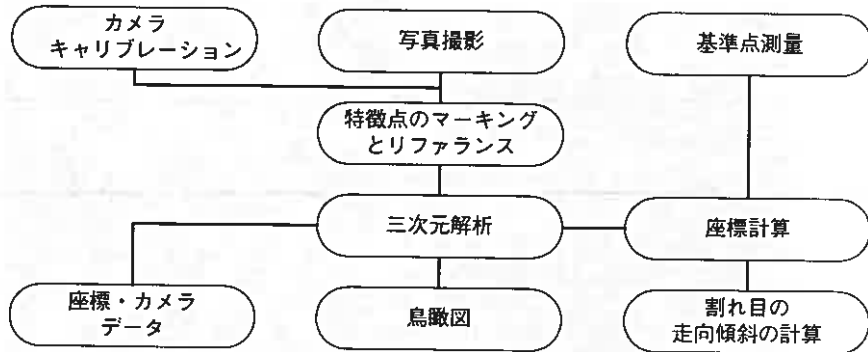 カメラ
キャリブレーション
写真撮影
基準点測量
特徴点のマーキング
とリファランス
三次元解析
座標計算
座標・カメラ
データ
鳥瞰図
割れ目の
走向傾斜の計算